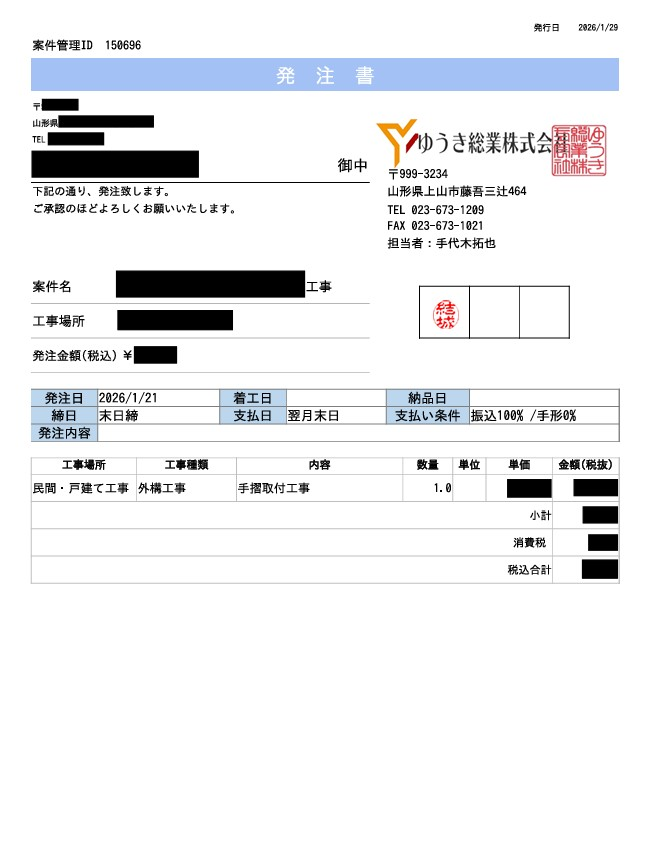 発行日 2026/1/29
案件管理ID 150696
発注書
〒
山形県
TEL
御中
下記の通り、発注致します。
ご承認のほどよろしくお願いいたします。
ゆうき総業株式会社
〒999-3234
山形県上山市藤吾三辻464
TEL 023-673-1209
FAX 023-673-1021
担当者：手代木拓也
案件名 工事
工事場所
発注金額(税込) ￥
結城
発注日 2026/1/21 着工日 納品日
締日 末日締 支払日 翌月末日 支払い条件 振込100% /手形0%
発注内容
工事場所 工事種類 内容 数量 単位 単価 金額(税抜)
民間・戸建て工事 外構工事 手摺取付工事 1.0
小計
消費税
税込合計